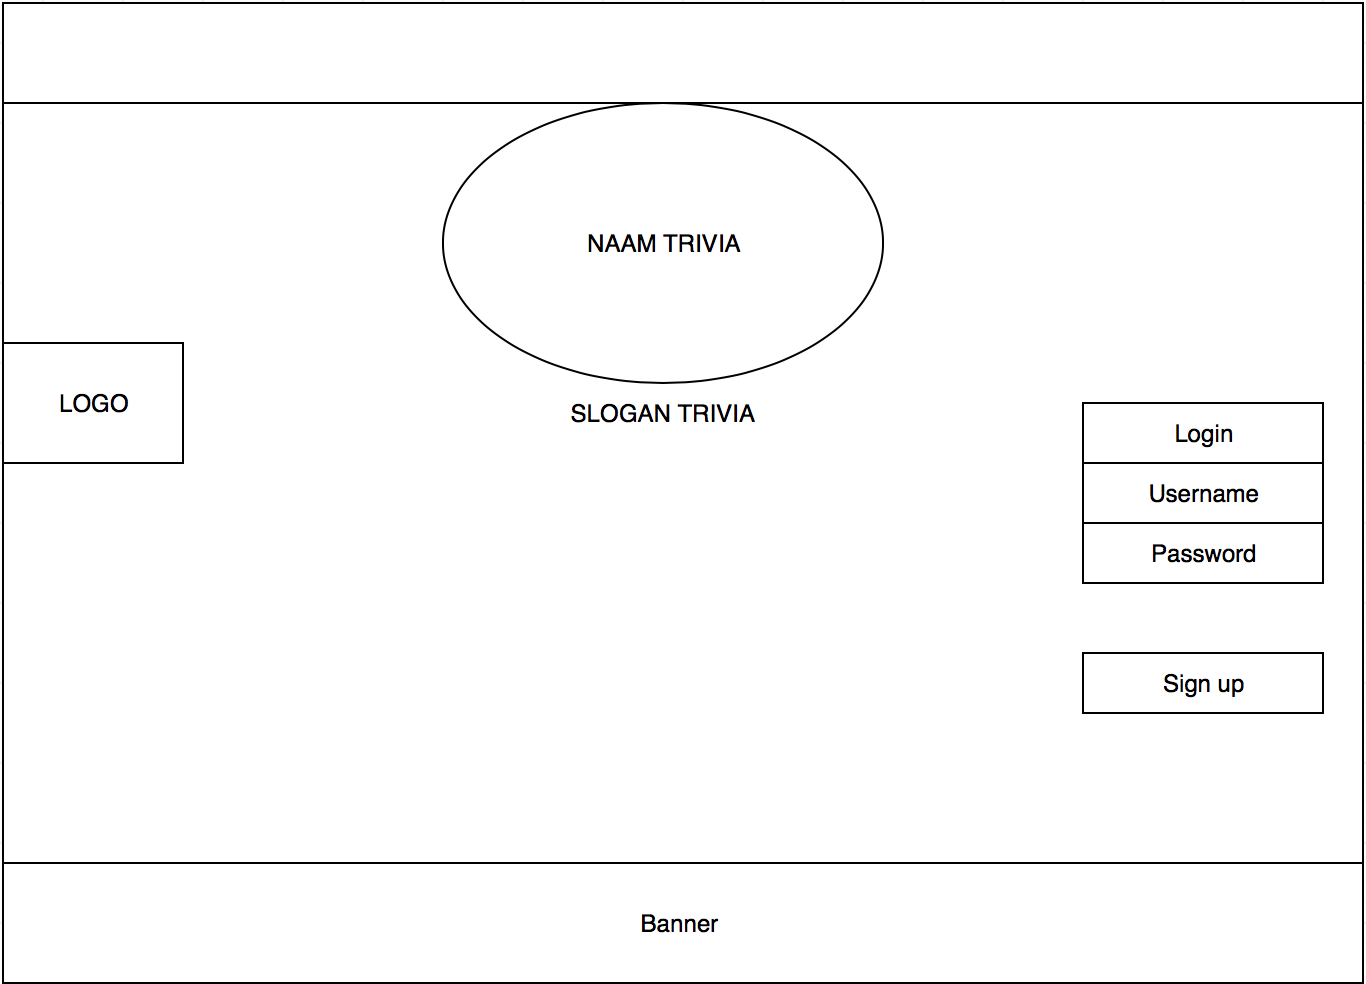 NAAM TRIVIA
LOGO
SLOGAN TRIVIA
Login
Username
Password
Sign up
Banner